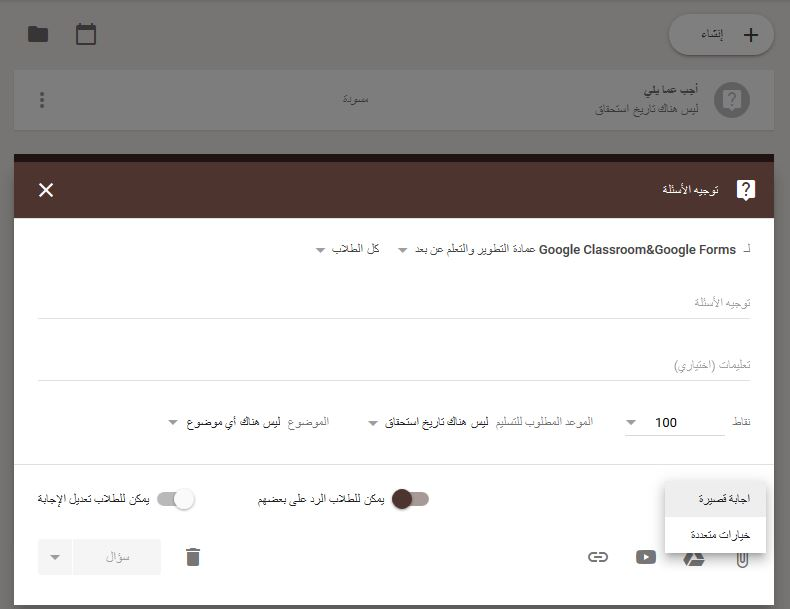 إنشاء
أجب عما يلي
مسودة
ليس هناك تاريخ استحقاق
توجيه الأسئلة
لـ Google Classroom&Google Forms عمادة التطوير والتعلم عن بعد كل الطلاب
توجيه الأسئلة
تعليمات (اختياري)
نقاط 100 الموعد المطلوب للتسليم ليس هناك تاريخ استحقاق الموضوع ليس هناك أي موضوع
اجابة قصيرة
يمكن للطلاب الرد على بعضهم
يمكن للطلاب تعديل الإجابة
خيارات متعددة
سؤال